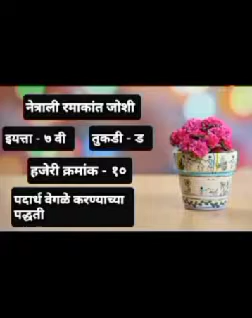 नेत्राली रमाकांत जोशी
इयत्ता - ७ वी
तुकडी - ड
हजेरी क्रमांक - १०
पदार्थ वेगळे करण्याच्या
पद्धती